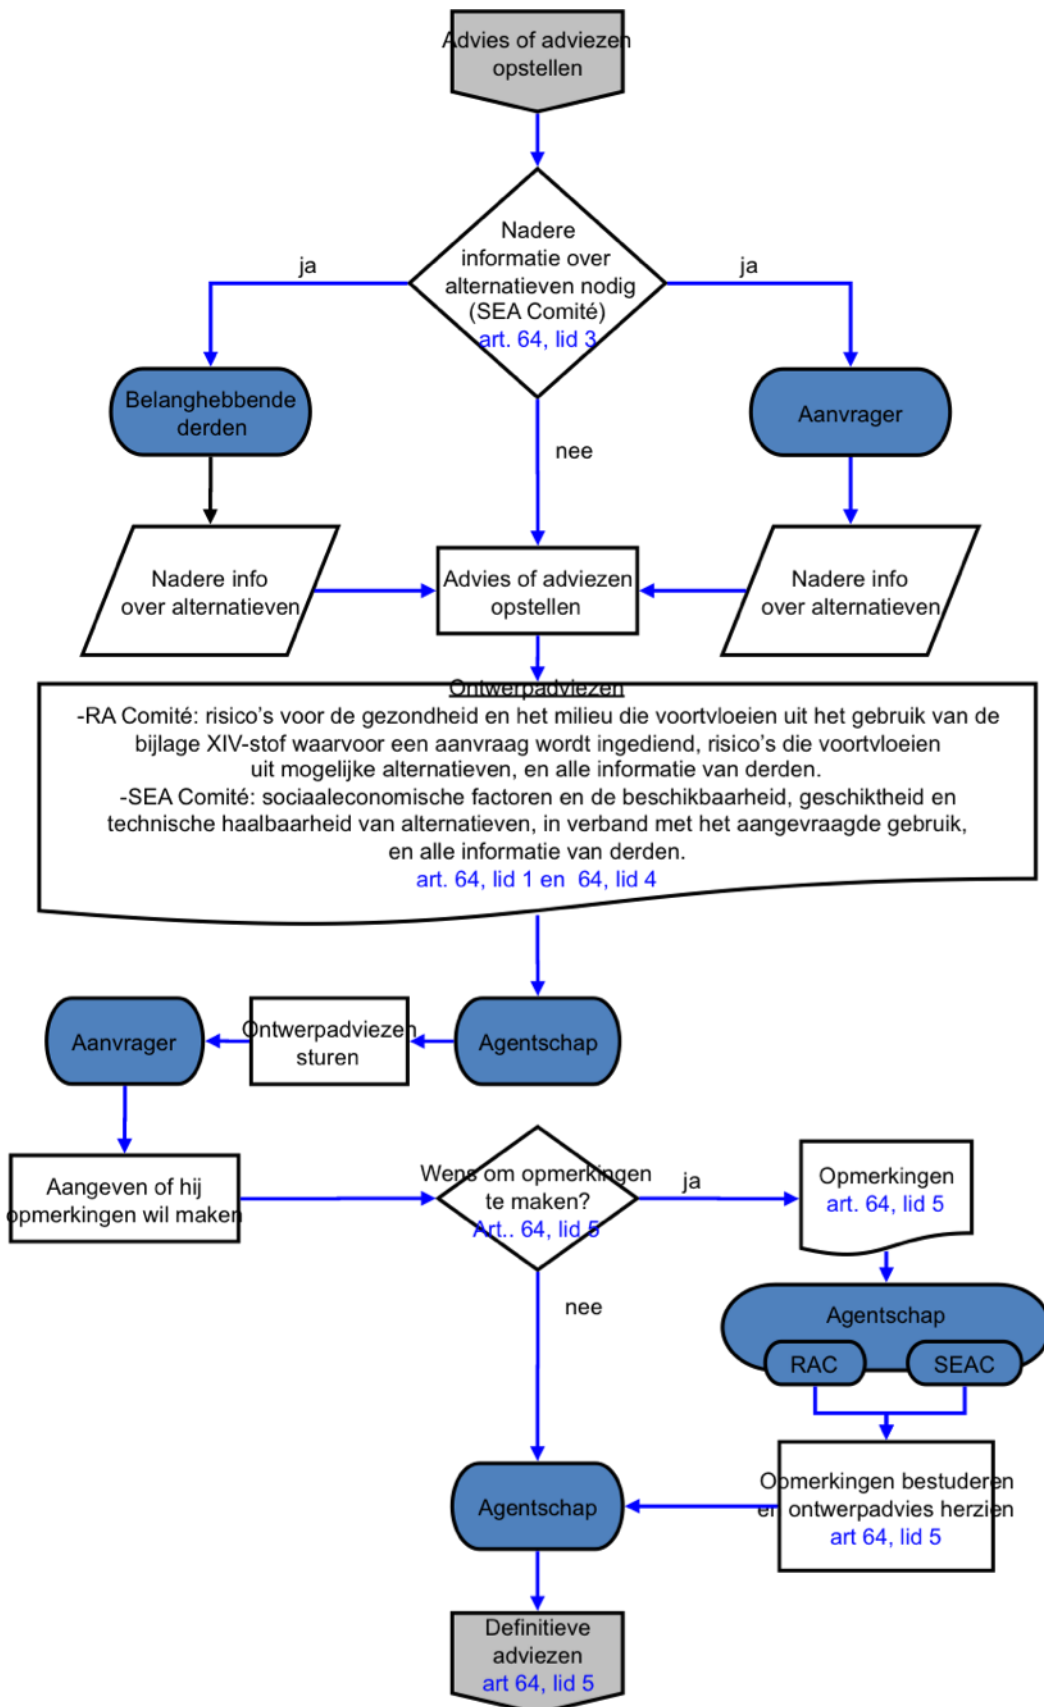 Advies of adviezen
opstellen
Nadere
informatie over
alternatieven nodig
(SEA Comité)
art. 64, lid 3
ja
ja
Belanghebbende
derden
Aanvrager
nee
Nadere info
over alternatieven
Advies of adviezen
opstellen
Nadere info
over alternatieven
Ontwerpadviezen
-RA Comité: risico's voor de gezondheid en het milieu die voortvloeien uit het gebruik van de
bijlage XIV-stof waarvoor een aanvraag wordt ingediend, risico's die voortvloeien
uit mogelijke alternatieven, en alle informatie van derden.
-SEA Comité: sociaaleconomische factoren en de beschikbaarheid, geschiktheid en
technische haalbaarheid van alternatieven, in verband met het aangevraagde gebruik,
en alle informatie van derden.
art. 64, lid 1 en 64, lid 4
Aanvrager
Ontwerpadviezen
sturen
Agentschap
Aangeven of hij
opmerkingen wil maken
Wens om opmerkingen
te maken?
Art.. 64, lid 5
ja
Opmerkingen
art. 64, lid 5
nee
Agentschap
RAC
SEAC
Opmerkingen bestuderen
en ontwerpadvies herzien
art 64, lid 5
Agentschap
Definitieve
adviezen
art 64, lid 5